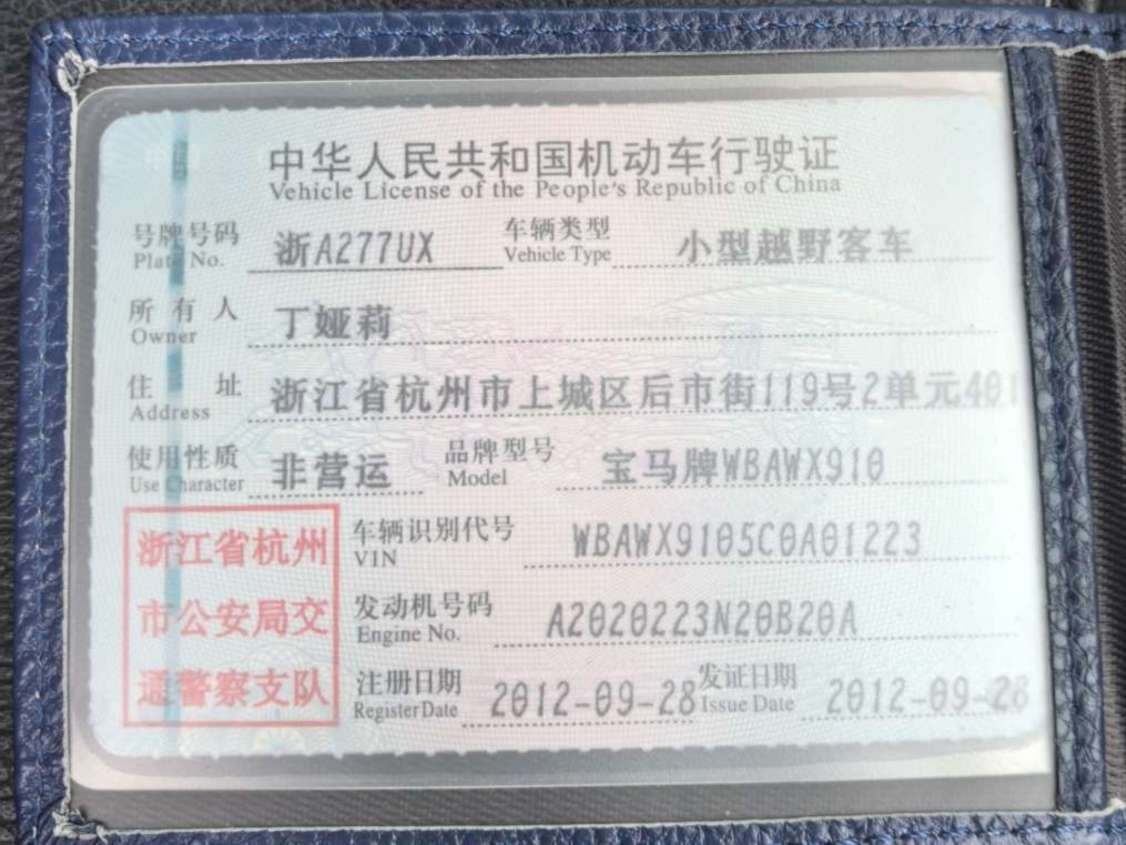 中华人民共和国机动车行驶证
Vehicle License of the People's Republic of China
号牌号码 浙A277UX 车辆类型 小型越野客车
Plate No. Vehicle Type
所有人 丁娅莉
Owner
住址 浙江省杭州市上城区后市街119号2单元401
Address
使用性质 非营运 品牌型号 宝马牌WBAWX910
Use Character Model
浙江省杭州
市公安局交
通警察支队
车辆识别代号 WBAWX9105C0A01223
VIN
发动机号码 A2020223N20B20A
Engine No.
注册日期 2012-09-28 发证日期 2012-09-28
Register Date Issue Date